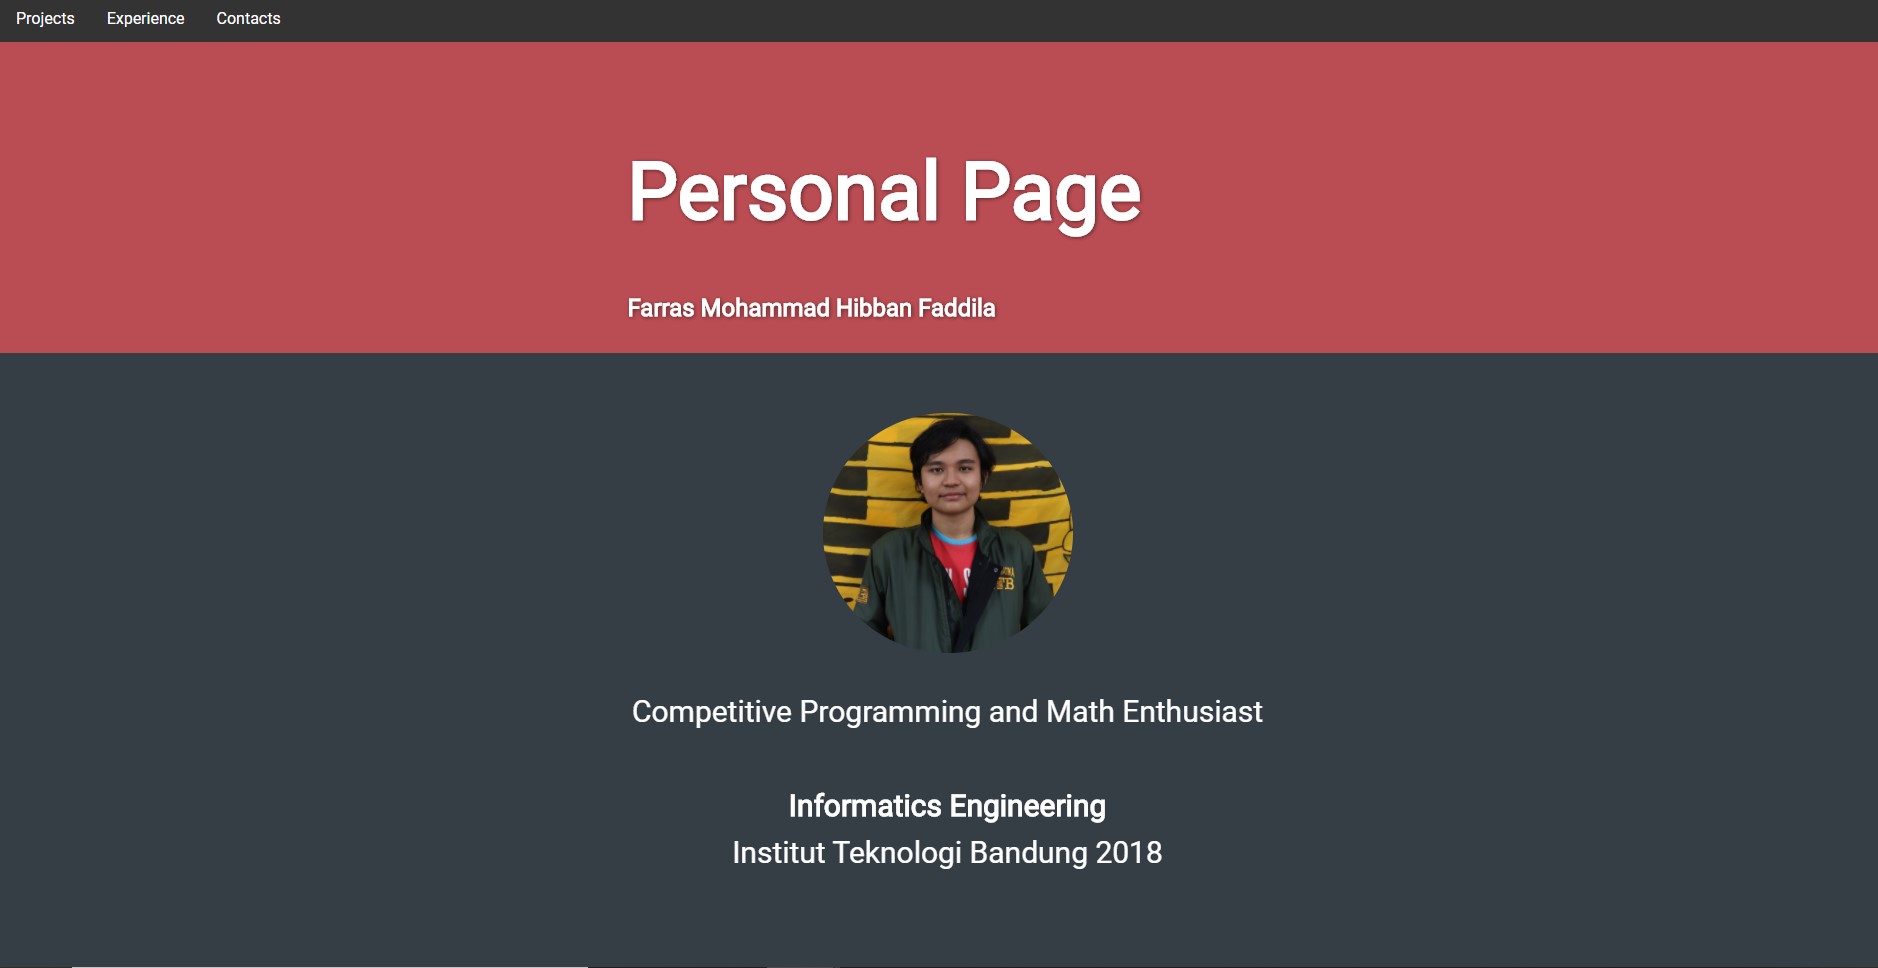 Projects Experience Contacts
Personal Page
Farras Mohammad Hibban Faddila
Competitive Programming and Math Enthusiast
Informatics Engineering
Institut Teknologi Bandung 2018